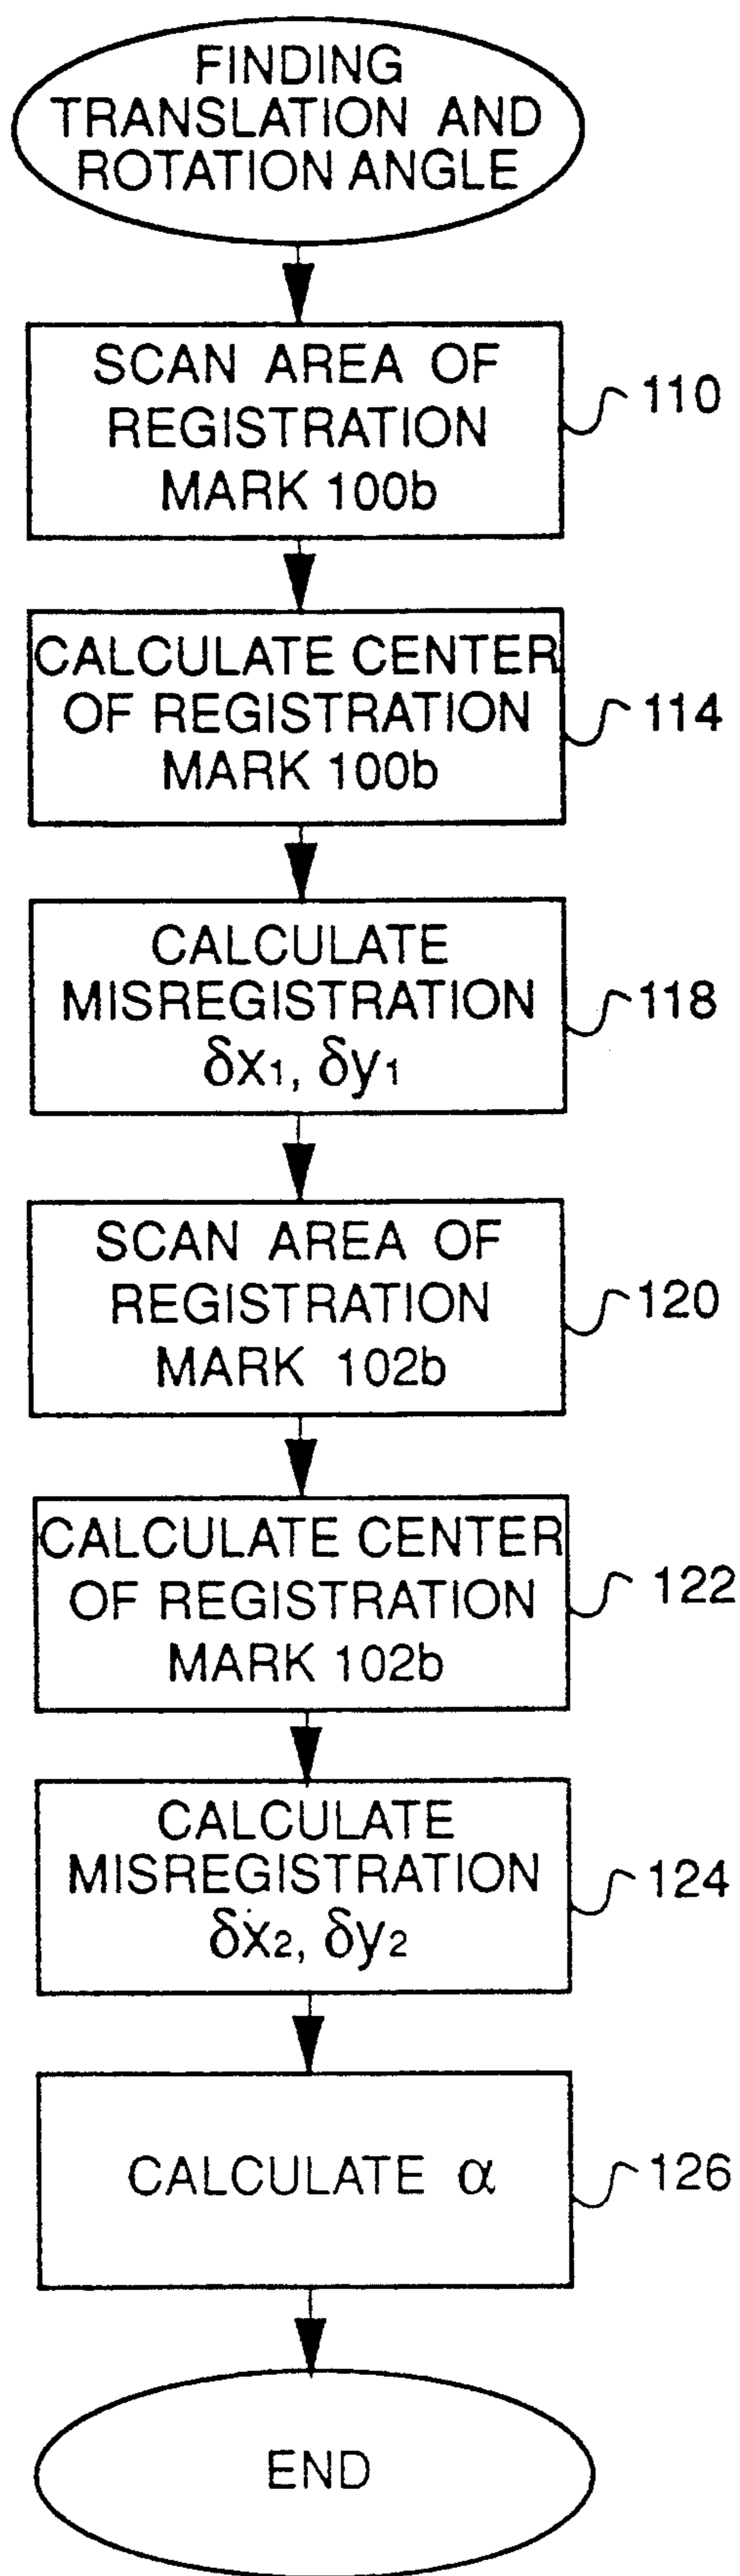 FINDING
TRANSLATION AND
ROTATION ANGLE
SCAN AREA OF
REGISTRATION
MARK 100b
110
CALCULATE CENTER
OF REGISTRATION
MARK 100b
114
CALCULATE
MISREGISTRATION
δx₁, δy₁
118
SCAN AREA OF
REGISTRATION
MARK 102b
120
CALCULATE CENTER
OF REGISTRATION
MARK 102b
122
CALCULATE
MISREGISTRATION
δx₂, δy₂
124
CALCULATE α
126
END